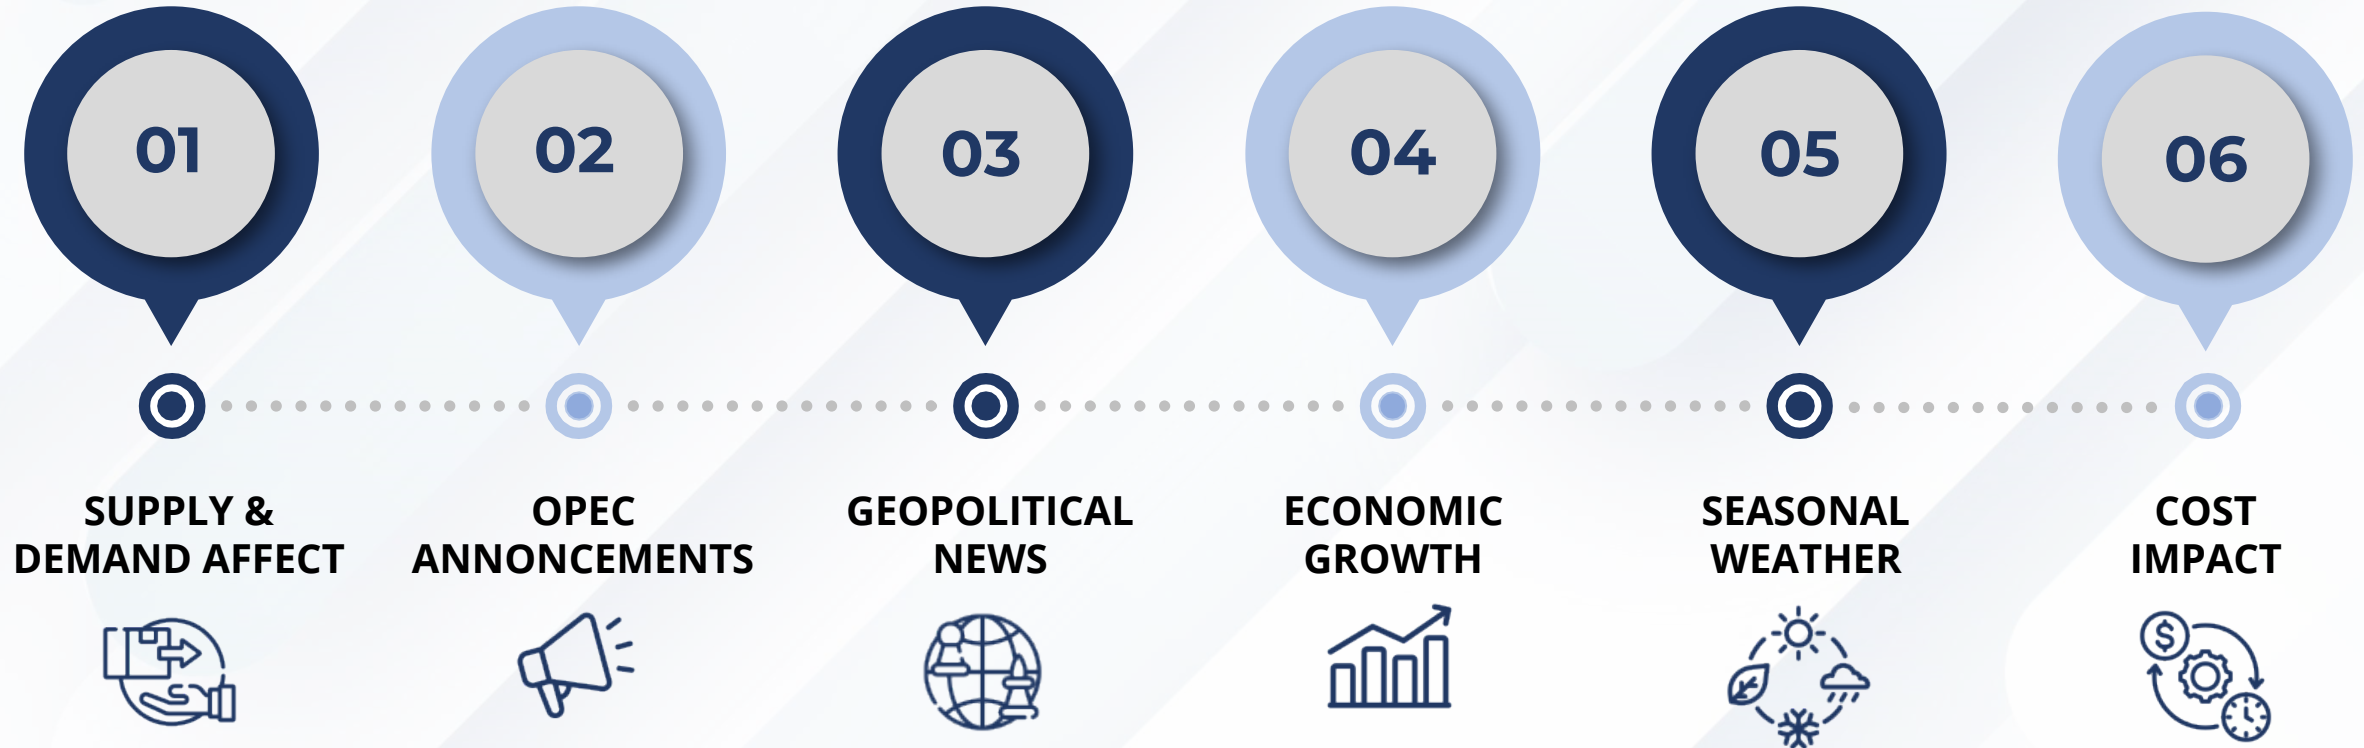 01
02
03
04
05
06
SUPPLY &
DEMAND AFFECT
OPEC
ANNONCEMENTS
GEOPOLITICAL
NEWS
ECONOMIC
GROWTH
SEASONAL
WEATHER
COST
IMPACT
$